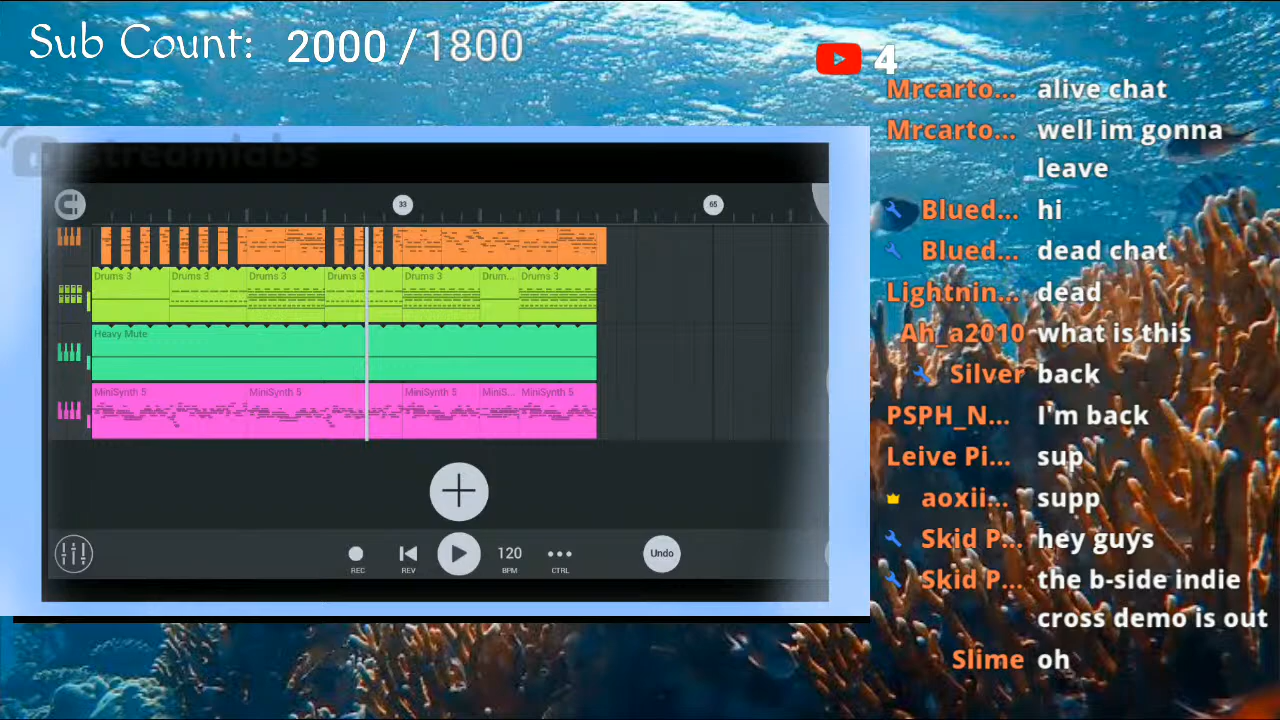 Sub Count: 2000 / 1800
4
streamlabs
33
65
Drums 3
Drums 3
Drums 3
Drums 3
Drums 3
Drum...
Drums 3
Heavy Mute
MiniSynth 5
MiniSynth 5
MiniSynth 5
MiniS...
MiniSynth 5
120
Undo
REC
REV
BPM
CTRL
Mrcarto... alive chat
Mrcarto... well im gonna
leave
Blued... hi
Blued... dead chat
Lightnin... dead
Ah_a2010 what is this
Silver back
PSPH_N... I'm back
Leive Pi... sup
aoxii... supp
Skid P... hey guys
Skid P... the b-side indie
cross demo is out
Slime oh